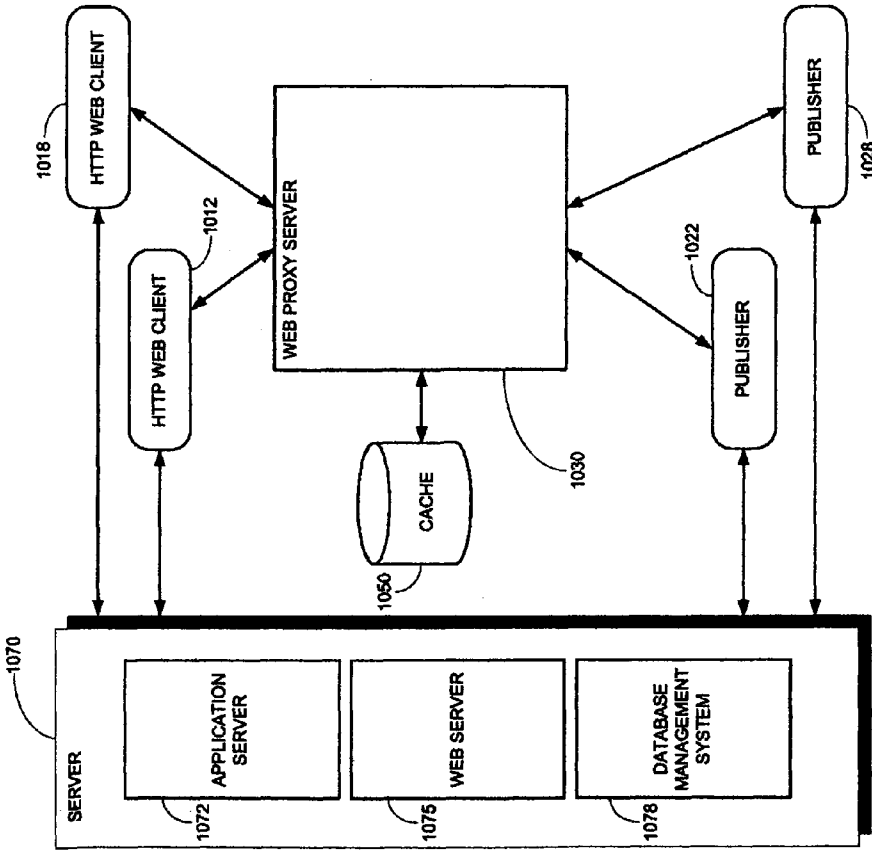 1070
SERVER
1072
APPLICATION
SERVER
1075
WEB SERVER
1078
DATABASE
MANAGEMENT
SYSTEM
1018
HTTP WEB CLIENT
1012
HTTP WEB CLIENT
1050
CACHE
1030
WEB PROXY SERVER
1022
PUBLISHER
1028
PUBLISHER